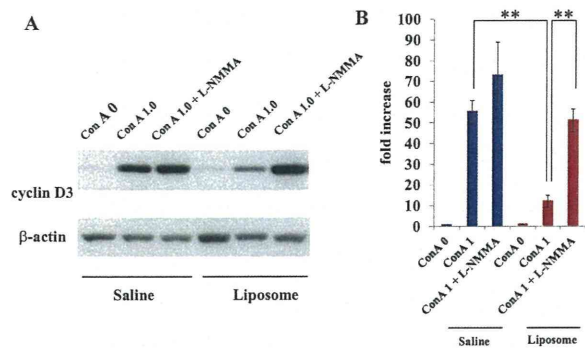 A
Con A 0
Con A 1.0
Con A 1.0 + L-NMMA
Con A 0
Con A 1.0
Con A 1.0 + L-NMMA
cyclin D3
β-actin
Saline
Liposome
B
**
**
fold increase
100
90
80
70
60
50
40
30
20
10
0
ConA 0
ConA 1
ConA 1 + L-NMMA
ConA 0
ConA 1
ConA 1 + L-NMMA
Saline
Liposome